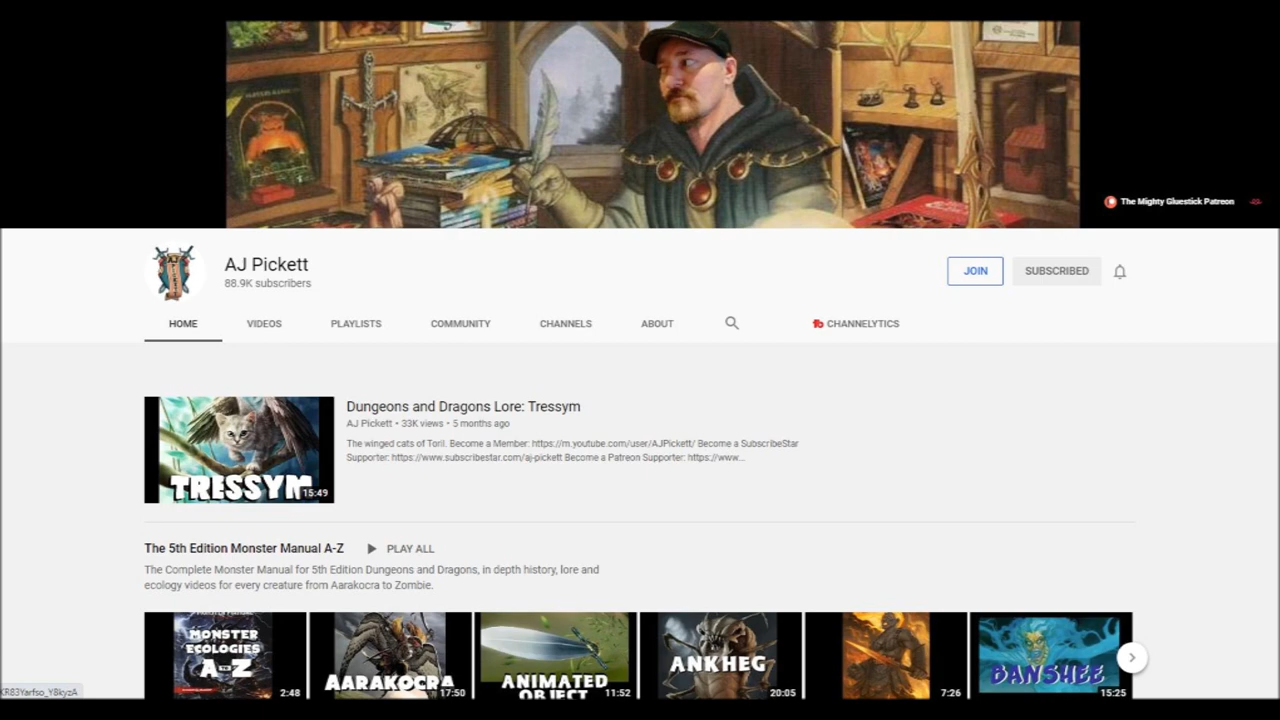 The Mighty Gluestick Patreon
AJ Pickett
88.9K subscribers
JOIN
SUBSCRIBED
HOME
VIDEOS
PLAYLISTS
COMMUNITY
CHANNELS
ABOUT
CHANNELYTICS
TRESSYM
15:49
Dungeons and Dragons Lore: Tressym
AJ Pickett • 33K views • 5 months ago
The winged cats of Toril. Become a Member: https://m.youtube.com/user/AJPickett/ Become a SubscribeStar
Supporter: https://www.subscribestar.com/aj-pickett Become a Patreon Supporter: https://www...
The 5th Edition Monster Manual A-Z
PLAY ALL
The Complete Monster Manual for 5th Edition Dungeons and Dragons, in depth history, lore and
ecology videos for every creature from Aarakocra to Zombie.
MONSTER
ECOLOGIES
A TO Z
2:48
AARAKOCRA
17:50
ANIMATED
OBJECT
11:52
ANKHEG
20:05
7:26
BANSHEE
15:25